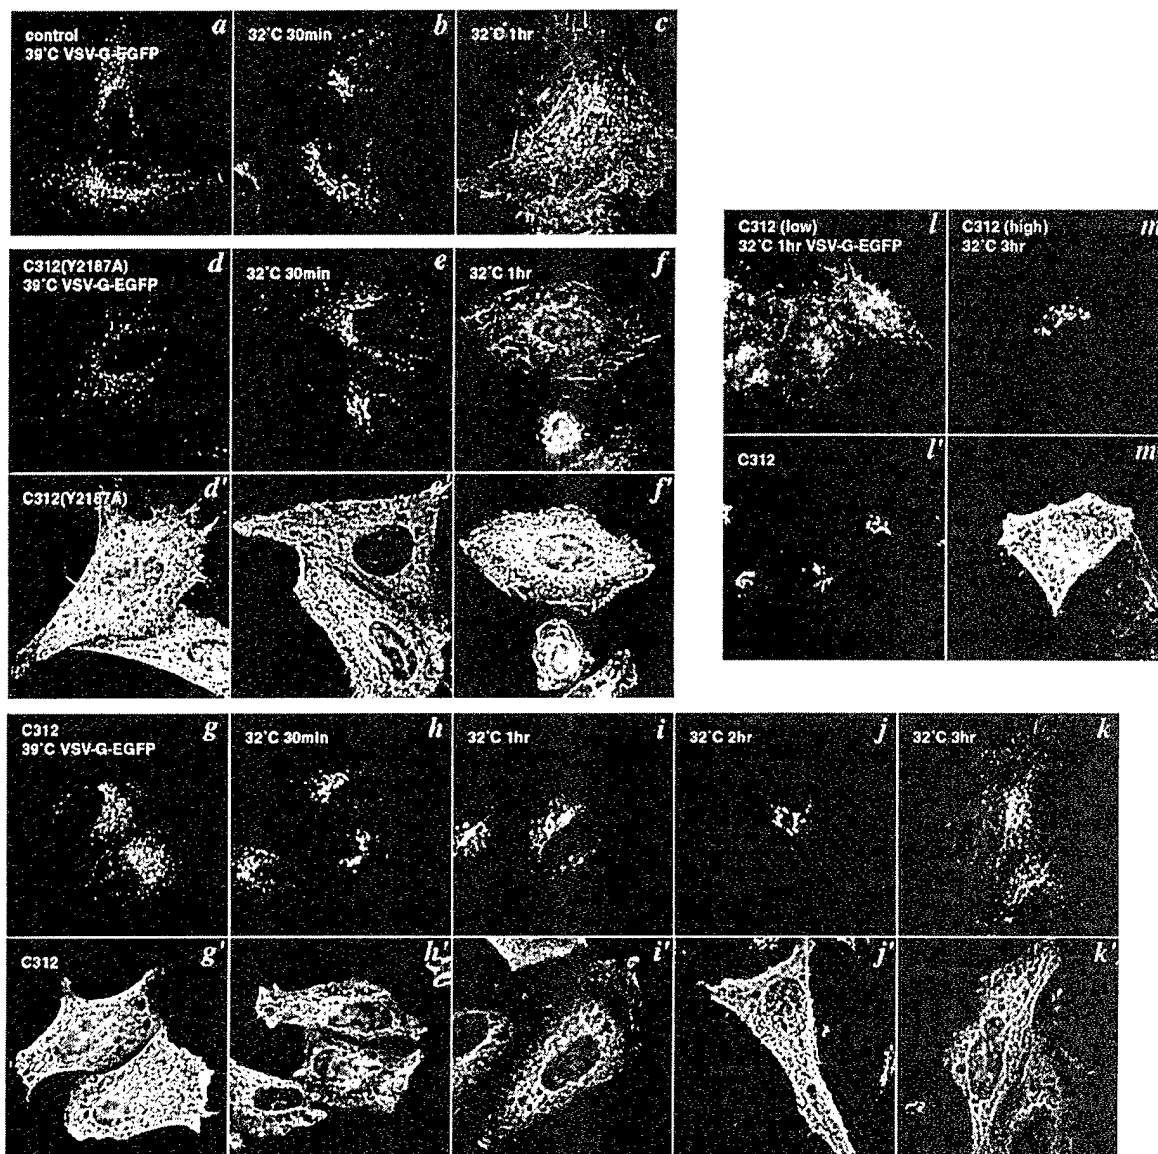 control
39°C VSV-G-EGFP
a
32°C 30min
b
32°C 1hr
c
C312(Y2187A)
39°C VSV-G-EGFP
d
32°C 30min
e
32°C 1hr
f
C312(Y2187A)
d'
e'
f'
C312 (low)
32°C 1hr VSV-G-EGFP
l
C312 (high)
32°C 3hr
m
C312
l'
m
C312
39°C VSV-G-EGFP
g
32°C 30min
h
32°C 1hr
i
32°C 2hr
j
32°C 3hr
k
C312
g'
h'
i'
j'
k'